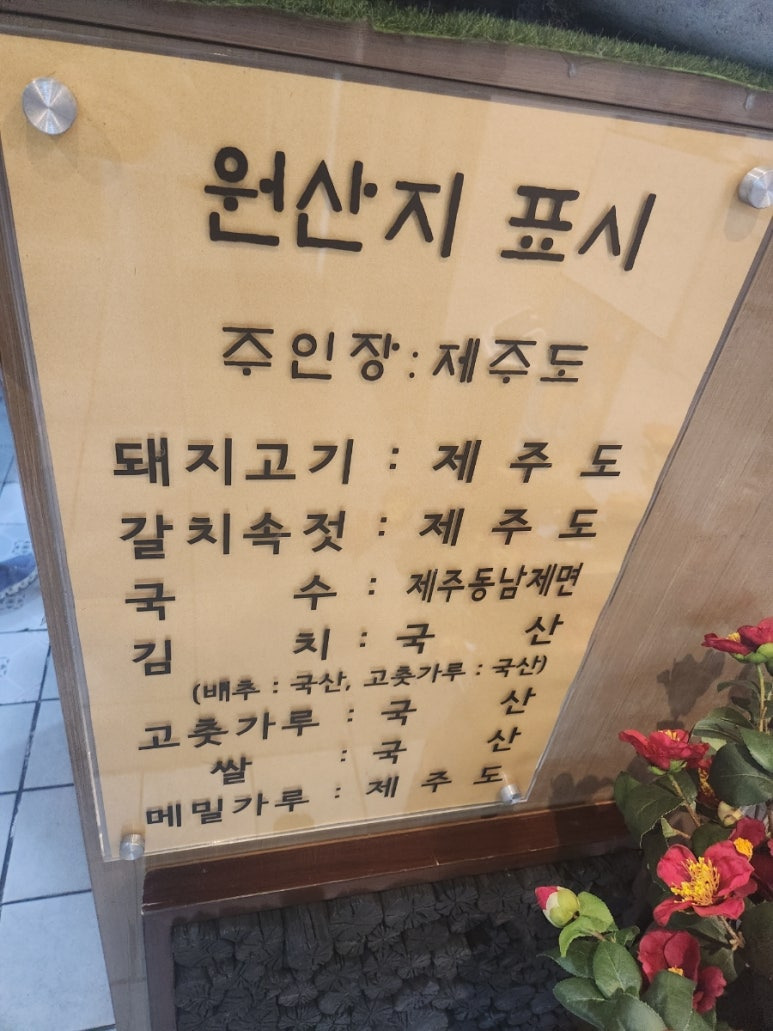 원산지 표시
주인장 : 제주도
돼지고기 : 제 주 도
갈치속젓 : 제 주 도
국 수 : 제주동남제면
김 치 : 국 산
(배추 : 국산, 고춧가루 : 국산)
고춧가루 : 국 산
쌀 : 국 산
메밀가루 : 제 주 도